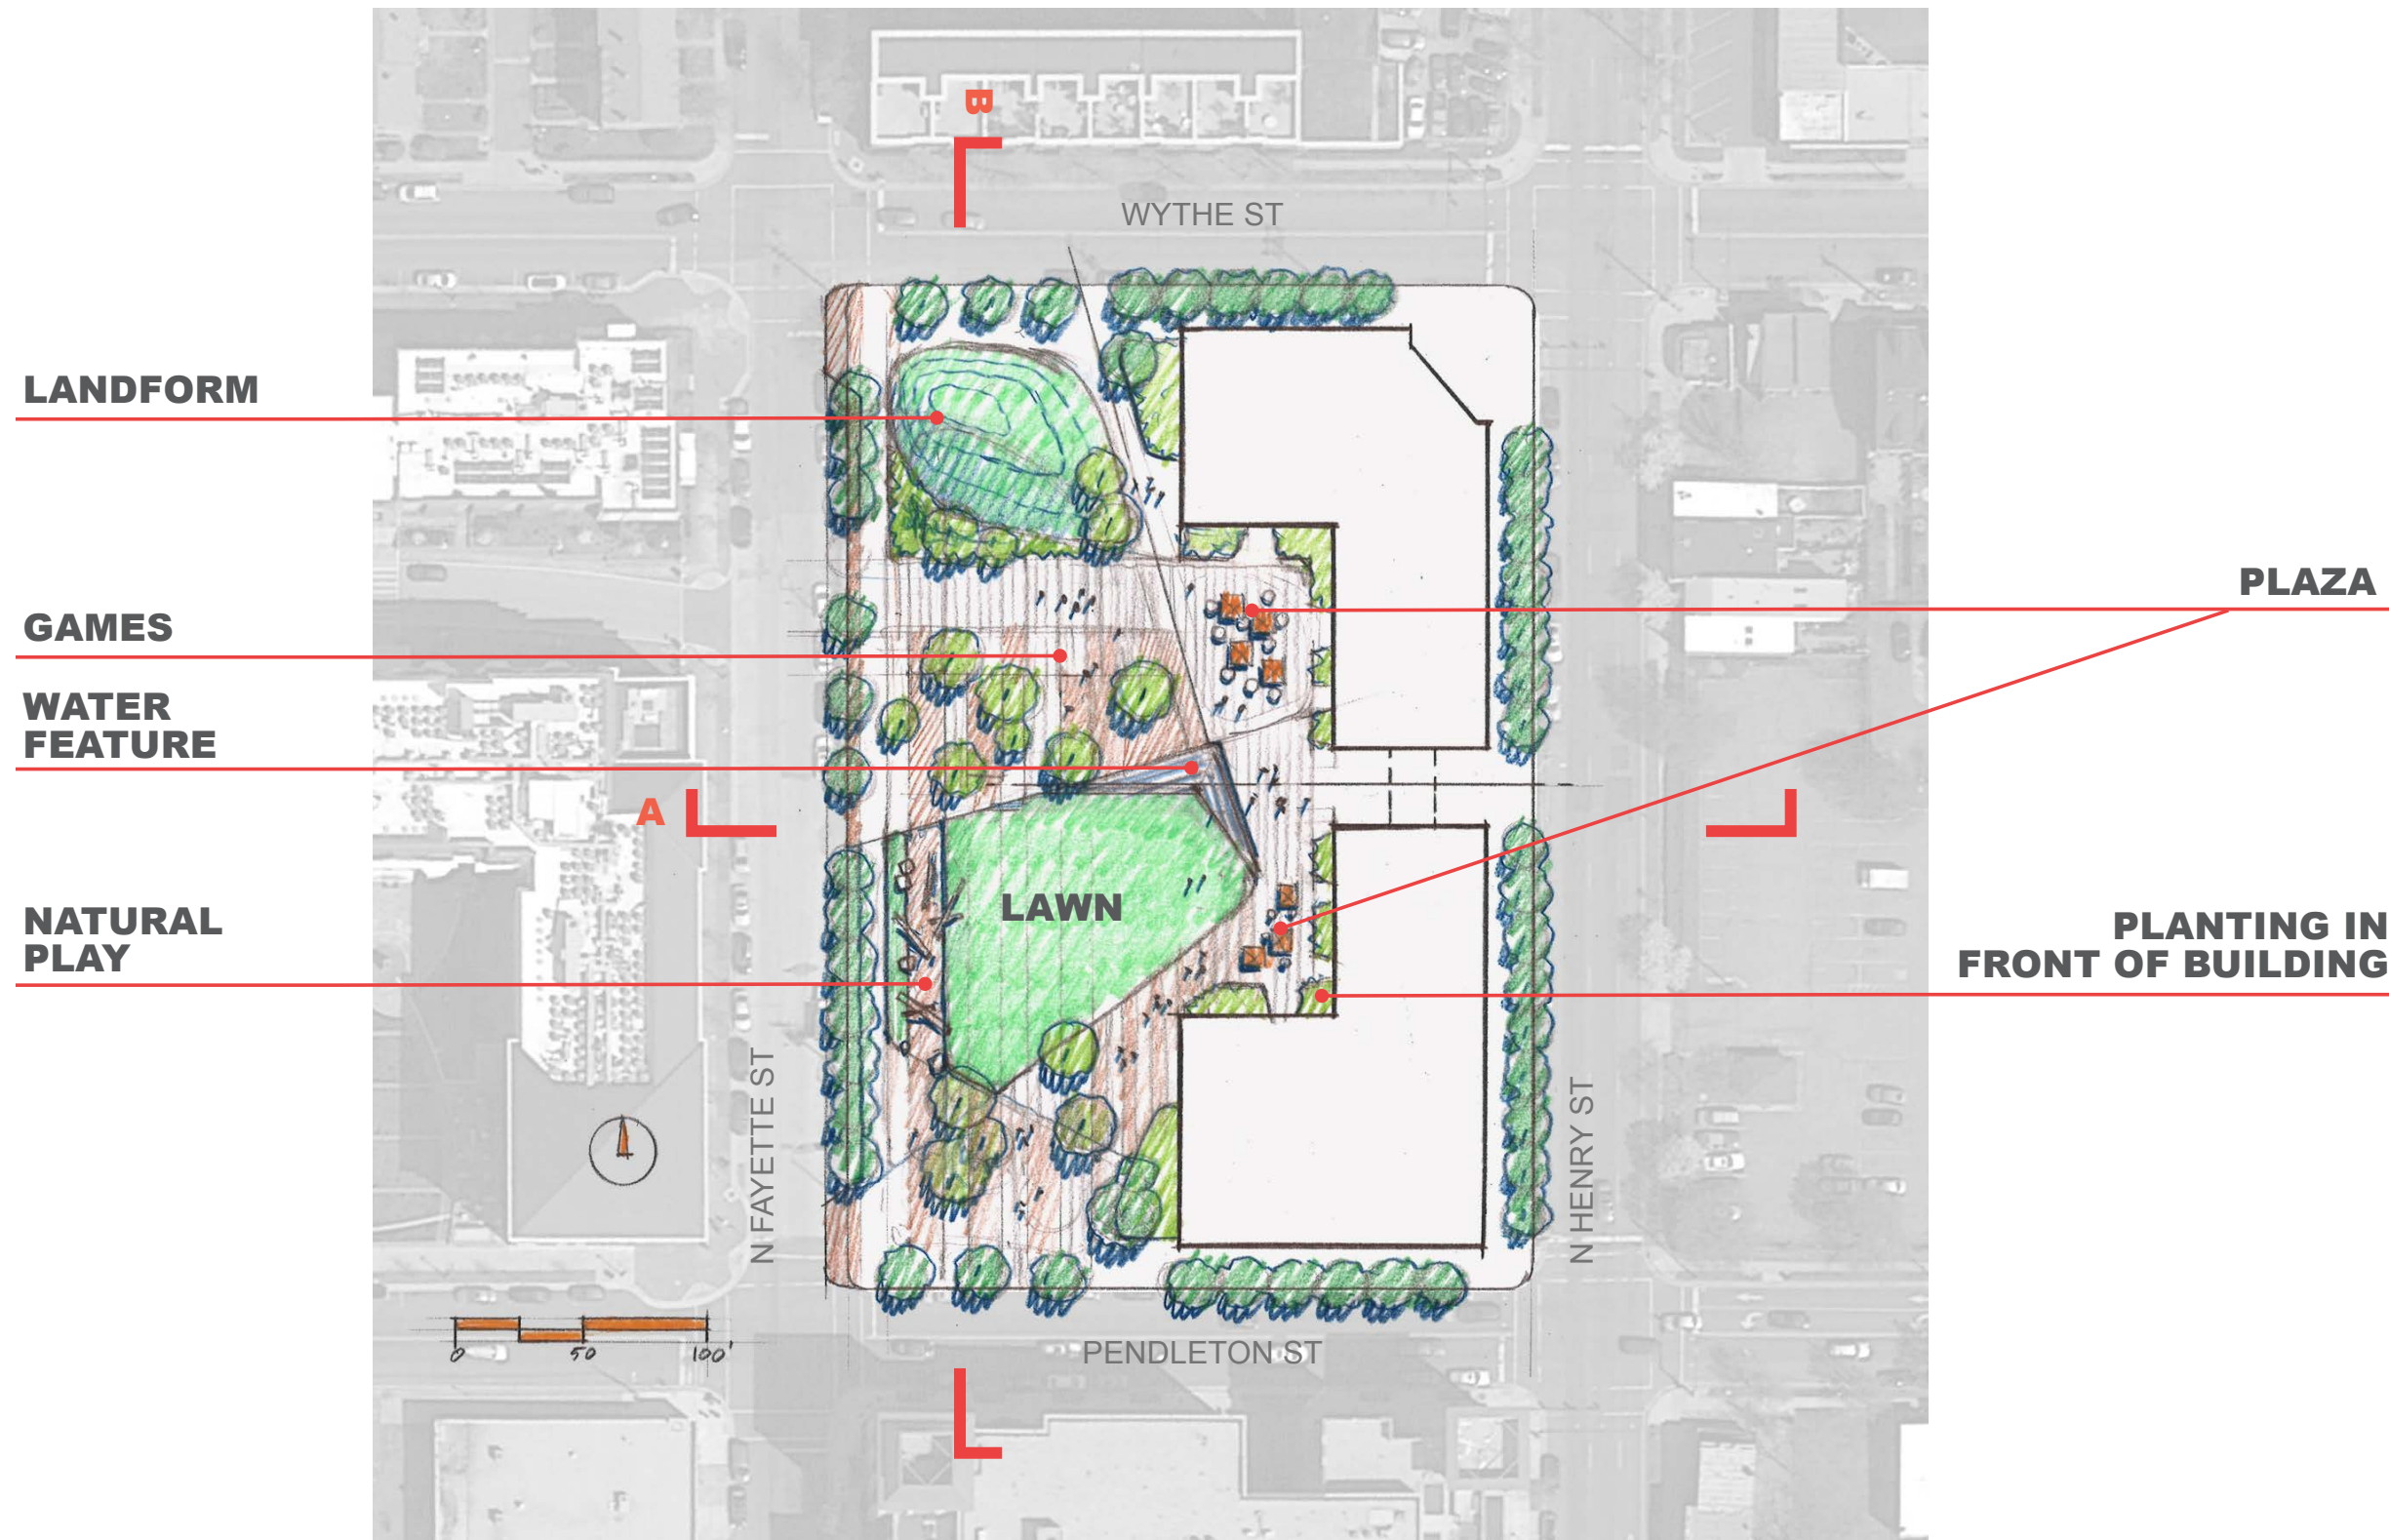 B
WYTHE ST
LANDFORM
PLAZA
GAMES
WATER
FEATURE
A
LAWN
NATURAL
PLAY
PLANTING IN
FRONT OF BUILDING
N FAYETTE ST
N HENRY ST
0 50 100'
PENDLETON ST